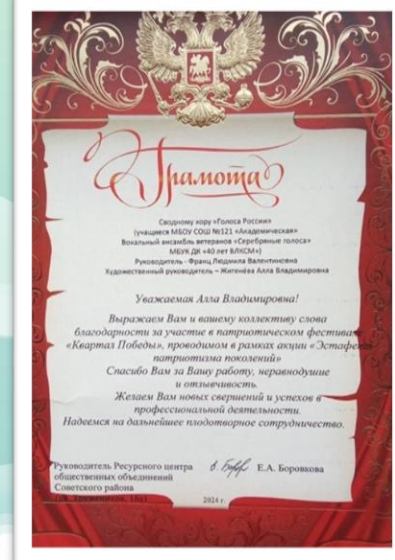 Грамота
Сводному хору «Голоса России»
(учащиеся МБОУ СОШ №121 «Академическая»
Вокальный ансамбль ветеранов «Серебряные голоса»
МБУК ДК «40 лет ВЛКСМ»)
Руководитель - Франц Людмила Валентиновна
Художественный руководитель – Жигенёва Алла Владимировна
Уважаемая Алла Владимировна!
Выражаем Вам и вашему коллективу слова
благодарности за участие в патриотическом фестивале
«Квартал Победы», проводимом в рамках акции «Эстафета
патриотизма поколений»
Спасибо Вам за Вашу работу, неравнодушие
и отзывчивость.
Желаем Вам новых свершений и успехов в
профессиональной деятельности.
Надеемся на дальнейшее плодотворное сотрудничество.
Руководитель Ресурсного центра Е.А. Боровкова
общественных объединений
Советского района
2024 г.